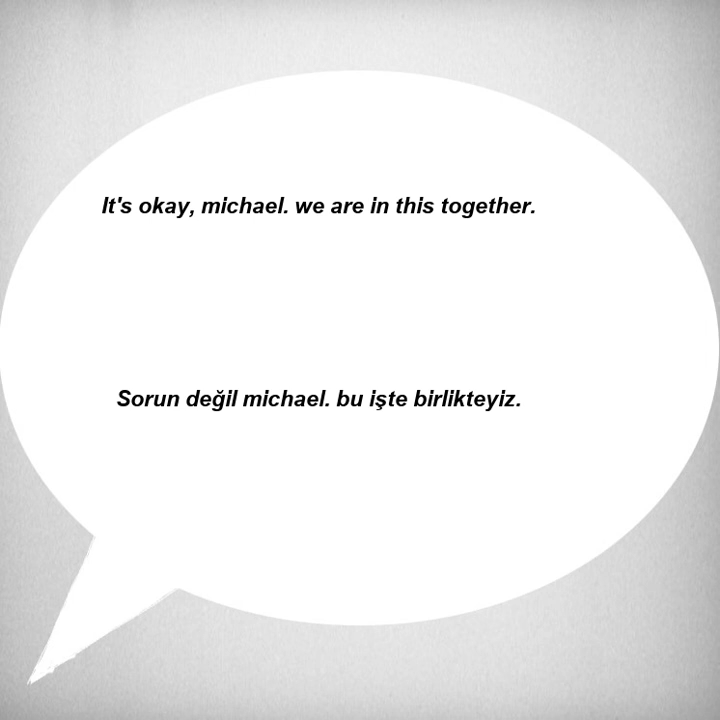 It's okay, michael. we are in this together.
Sorun değil michael. bu işte birlikteyiz.